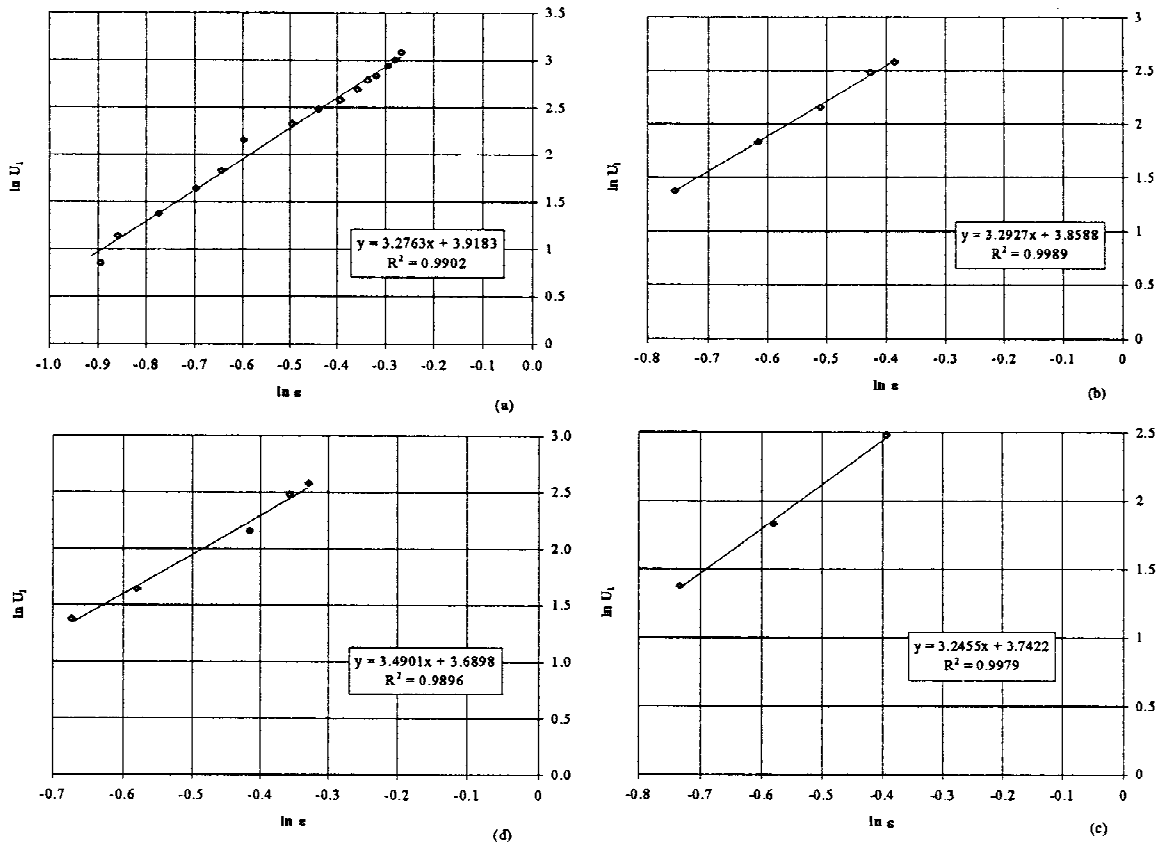 3.5
3
2.5
2
1.5
1
0.5
0
ln U₁
y = 3.2763x + 3.9183
R² = 0.9902
-1.0 -0.9 -0.8 -0.7 -0.6 -0.5 -0.4 -0.3 -0.2 -0.1 0.0
ln ε
(a)
3
2.5
2
1.5
1
0.5
0
ln U₁
y = 3.2927x + 3.8588
R² = 0.9989
-0.8 -0.7 -0.6 -0.5 -0.4 -0.3 -0.2 -0.1 0
ln ε
(b)
3.0
2.5
2.0
1.5
1.0
0.5
0.0
ln U₁
y = 3.4901x + 3.6898
R² = 0.9896
-0.7 -0.6 -0.5 -0.4 -0.3 -0.2 -0.1 0
ln ε
(d)
2.5
2
1.5
1
0.5
0
ln U₁
y = 3.2455x + 3.7422
R² = 0.9979
-0.8 -0.7 -0.6 -0.5 -0.4 -0.3 -0.2 -0.1 0
ln ε
(c)